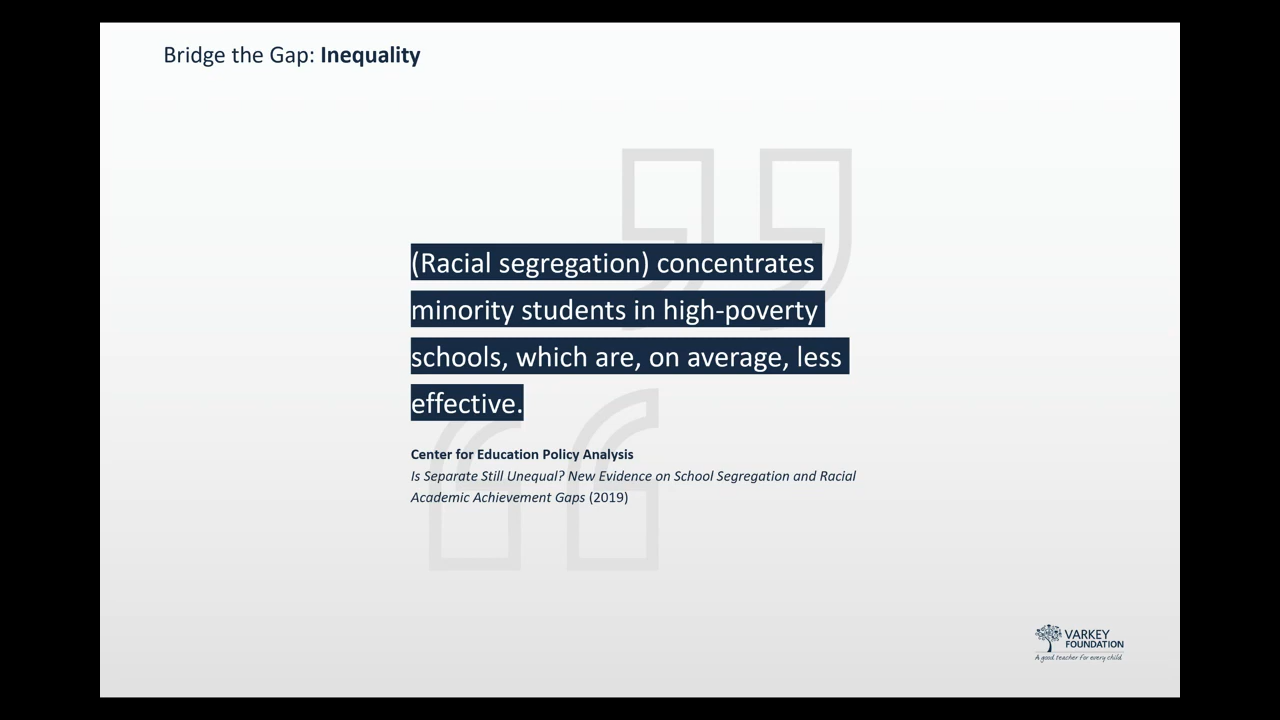 Bridge the Gap: Inequality
(Racial segregation) concentrates
minority students in high-poverty
schools, which are, on average, less
effective.
Center for Education Policy Analysis
Is Separate Still Unequal? New Evidence on School Segregation and Racial
Academic Achievement Gaps (2019)
VARKEY
FOUNDATION
A good teacher for every child